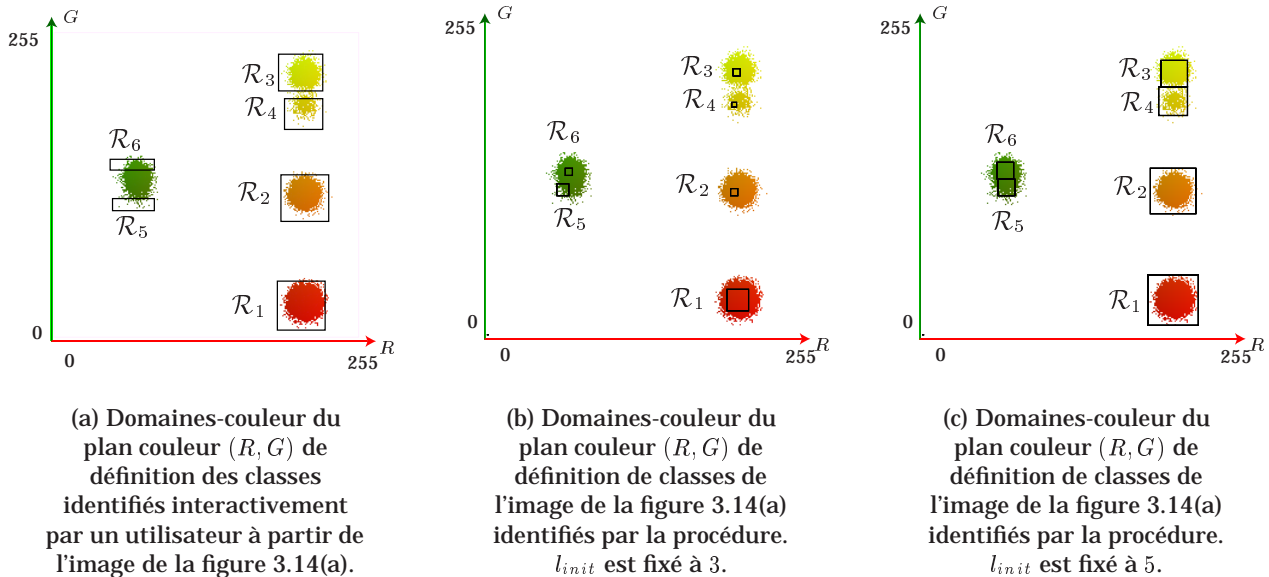 G
255
R₃
R₄
R₆
R₂
R₅
R₁
0
R
0
255
(a) Domaines-couleur du
plan couleur (R, G) de
définition des classes
identifiés interactivement
par un utilisateur à partir de
l'image de la figure 3.14(a).
G
255
R₃
R₄
R₆
R₂
R₅
R₁
0
R
0
255
(b) Domaines-couleur du
plan couleur (R, G) de
définition de classes de
l'image de la figure 3.14(a)
identifiés par la procédure.
l_init est fixé à 3.
G
255
R₃
R₄
R₆
R₂
R₅
R₁
0
R
0
255
(c) Domaines-couleur du
plan couleur (R, G) de
définition de classes de
l'image de la figure 3.14(a)
identifiés par la procédure.
l_init est fixé à 5.